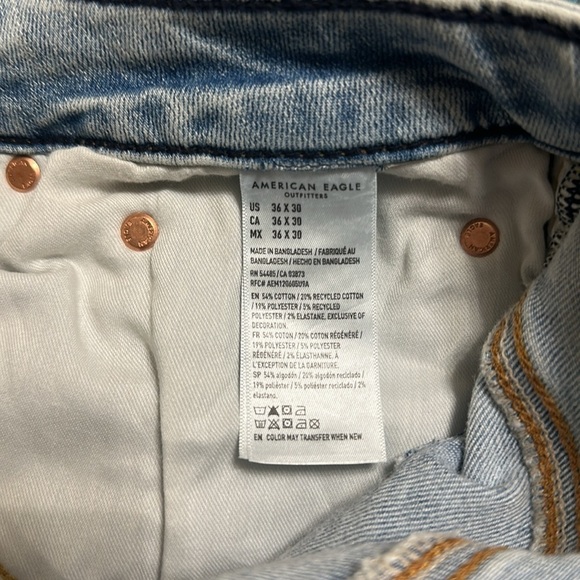 AMERICAN EAGLE
OUTFITTERS
US 36 X 30
CA 36 X 30
MX 36 X 30
MADE IN BANGLADESH / FABRIQUÉ AU
BANGLADESH / HECHO EN BANGLADESH
RN 54485/CA 03873
RFC# AEM120605U9A
EN 54% COTTON / 20% RECYCLED COTTON
/ 19% POLYESTER / 5% RECYCLED
POLYESTER / 2% ELASTANE, EXCLUSIVE OF
DECORATION.
FR 54% COTON / 20% COTON RÉGÉNÉRÉ /
19% POLYESTER / 5% POLYESTER
RÉGÉNÉRÉ / 2% ÉLASTHANNE. À
L'EXCEPTION DE LA GARNITURE.
SP 54% algodón / 20% algodón reciclado /
19% poliéster / 5% poliéster reciclado / 2%
elastano.
EN COLOR MAY TRANSFER WHEN NEW.